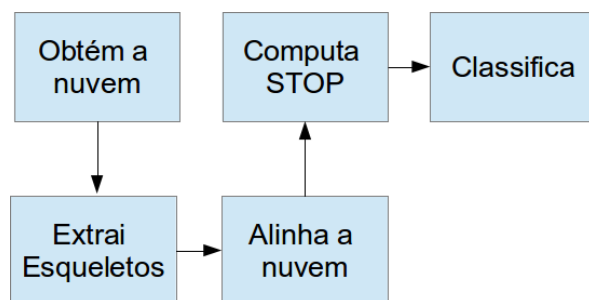 Obtém a
nuvem
Extrai
Esqueletos
Alinha a
nuvem
Computa
STOP
Classifica